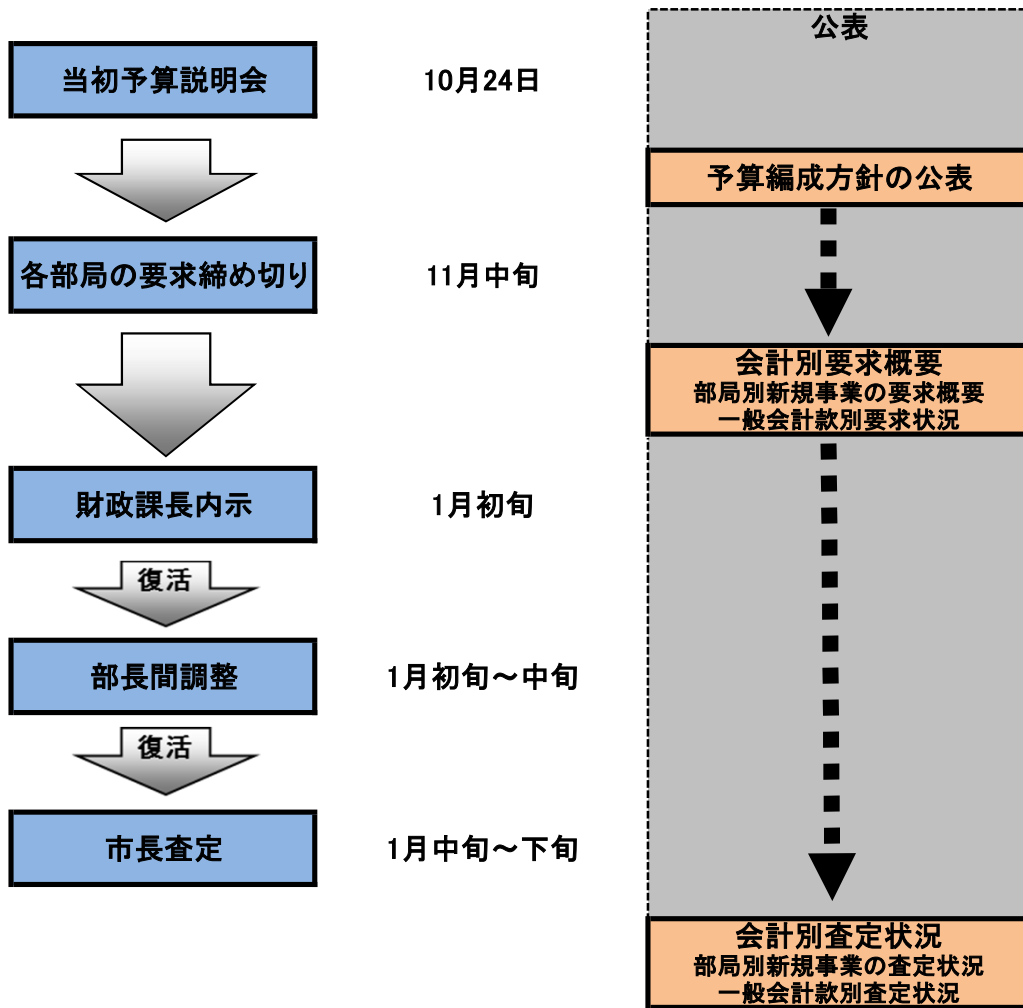 公表
当初予算説明会
10月24日
予算編成方針の公表
各部局の要求締め切り
11月中旬
会計別要求概要
部局別新規事業の要求概要
一般会計款別要求状況
財政課長内示
1月初旬
復活
部長間調整
1月初旬～中旬
復活
市長査定
1月中旬～下旬
会計別査定状況
部局別新規事業の査定状況
一般会計款別査定状況